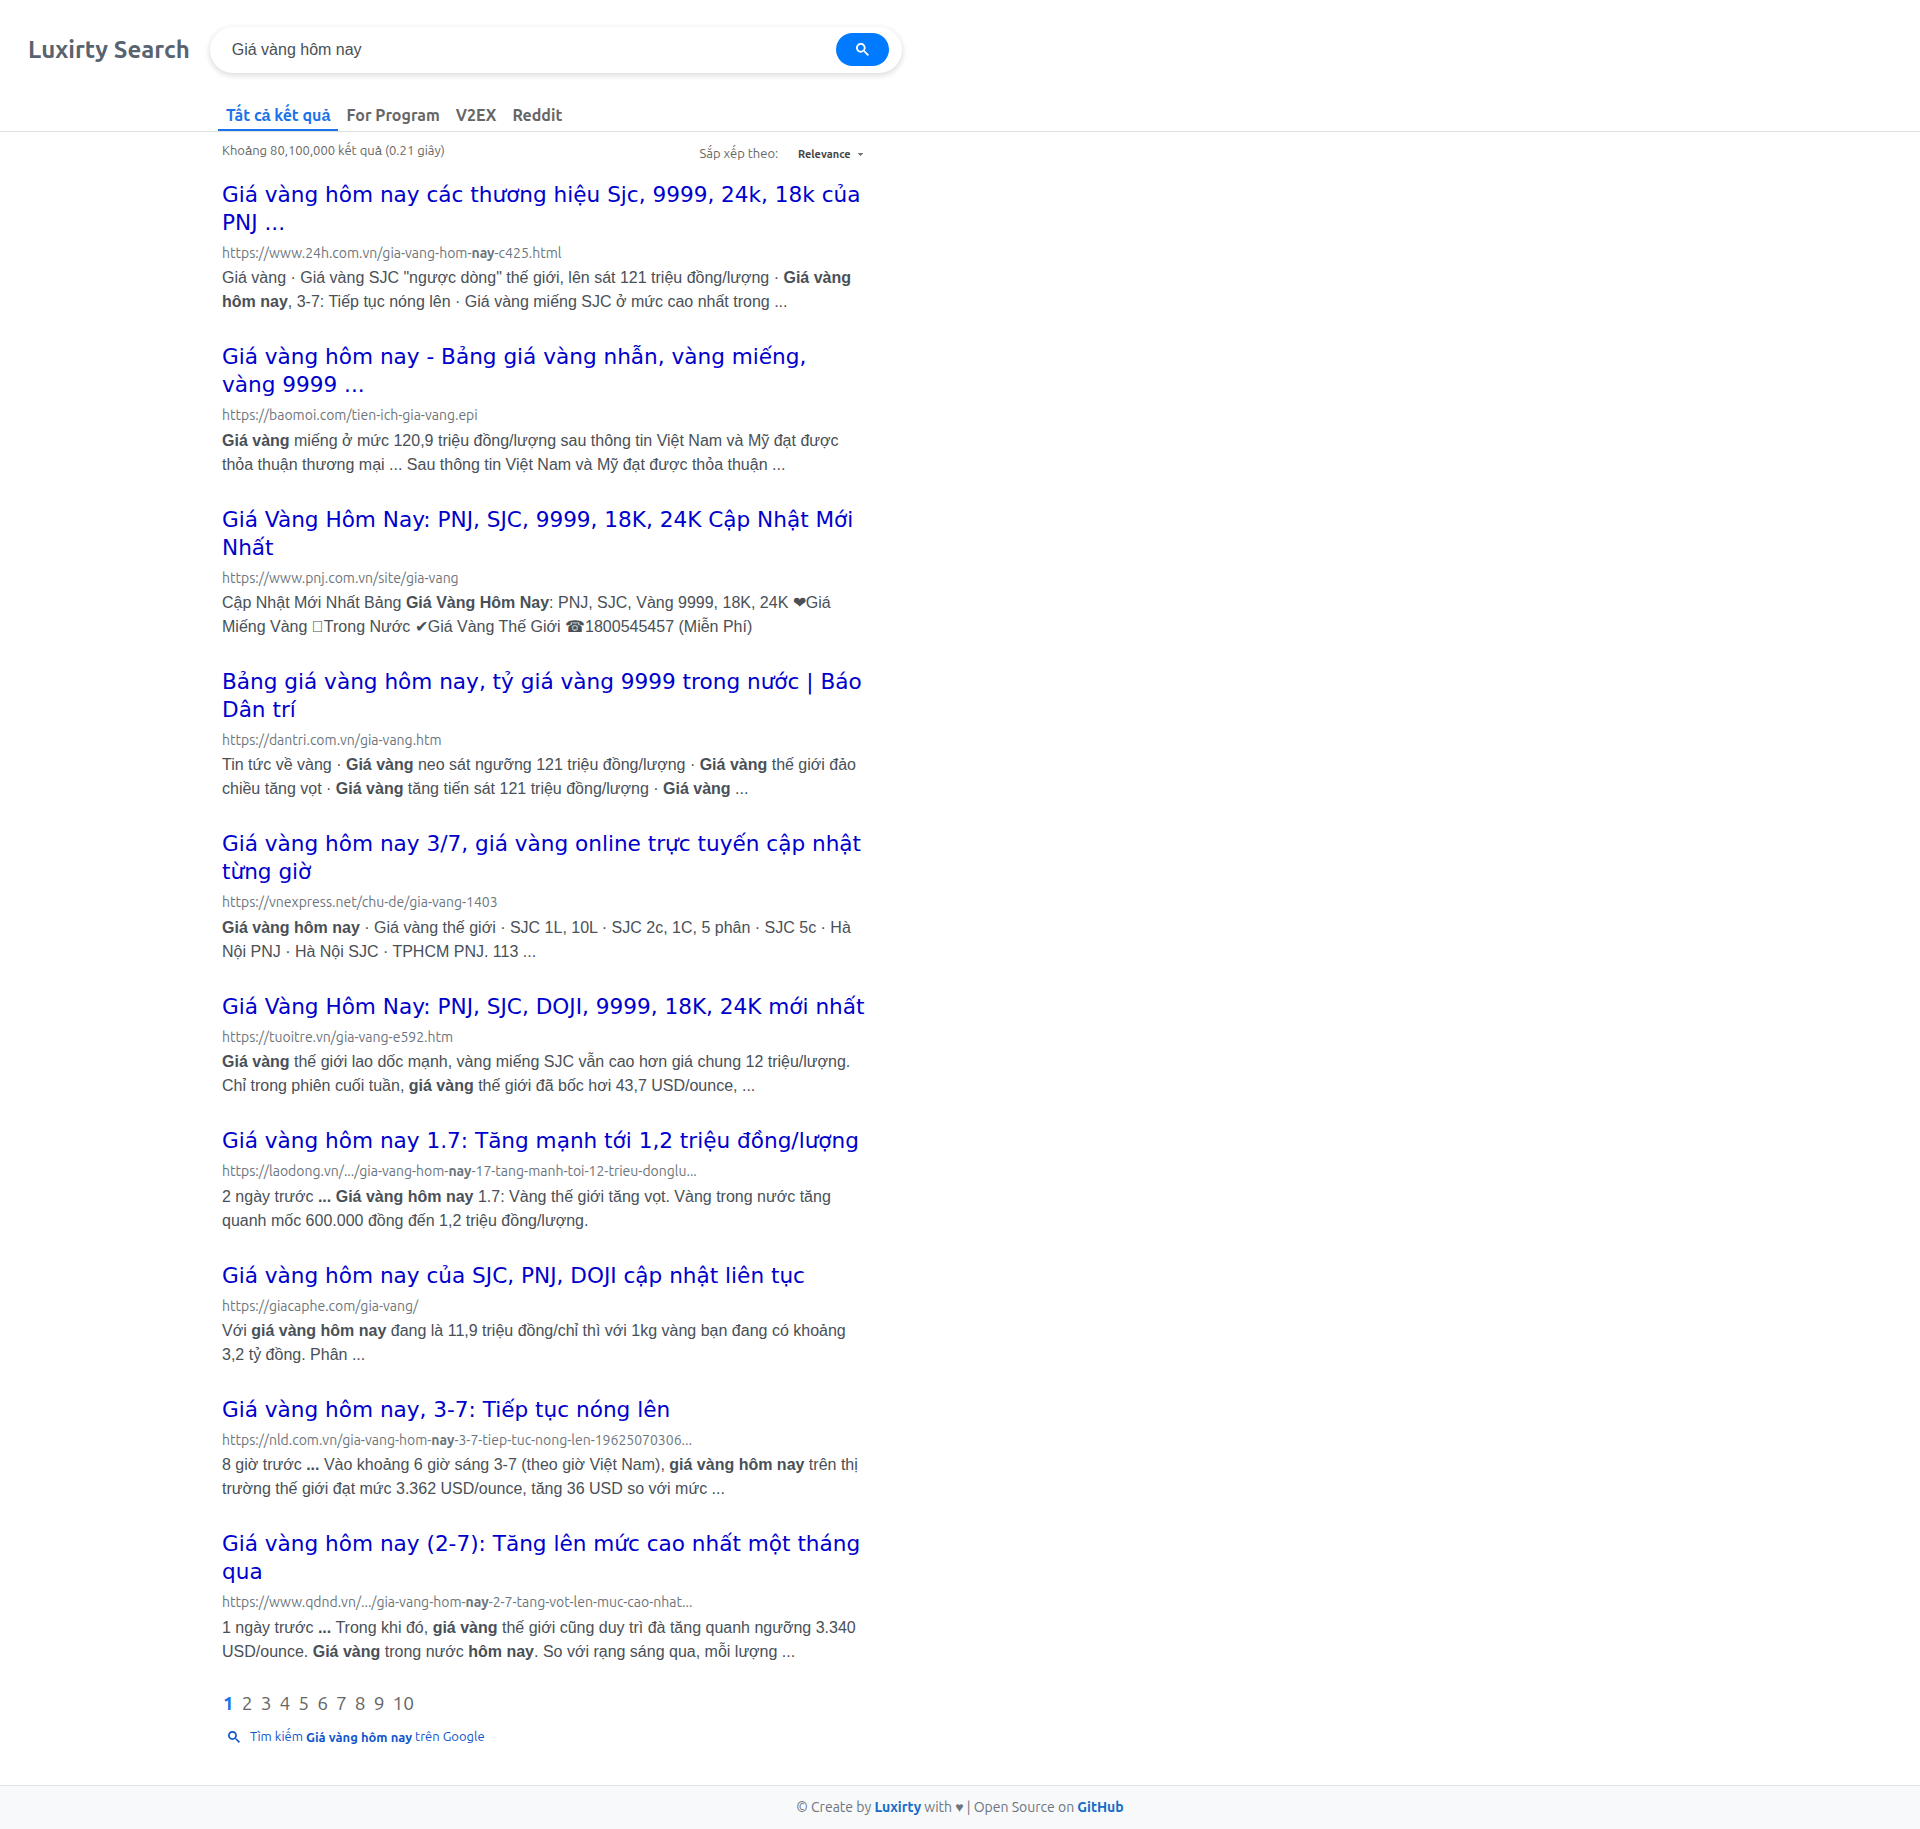 Luxirty Search
Giá vàng hôm nay
Tất cả kết quả For Program V2EX Reddit
Khoảng 80,100,000 kết quả (0.21 giây)
Sắp xếp theo: Relevance
Giá vàng hôm nay các thương hiệu Sjc, 9999, 24k, 18k của
PNJ ...
https://www.24h.com.vn/gia-vang-hom-nay-c425.html
Giá vàng · Giá vàng SJC "ngược dòng" thế giới, lên sát 121 triệu đồng/lượng · Giá vàng
hôm nay, 3-7: Tiếp tục nóng lên · Giá vàng miếng SJC ở mức cao nhất trong ...
Giá vàng hôm nay - Bảng giá vàng nhẫn, vàng miếng,
vàng 9999 ...
https://baomoi.com/tien-ich-gia-vang.epi
Giá vàng miếng ở mức 120,9 triệu đồng/lượng sau thông tin Việt Nam và Mỹ đạt được
thỏa thuận thương mại ... Sau thông tin Việt Nam và Mỹ đạt được thỏa thuận ...
Giá Vàng Hôm Nay: PNJ, SJC, 9999, 18K, 24K Cập Nhật Mới
Nhất
https://www.pnj.com.vn/site/gia-vang
Cập Nhật Mới Nhất Bảng Giá Vàng Hôm Nay: PNJ, SJC, Vàng 9999, 18K, 24K ❤Giá
Miếng Vàng Trong Nước ✔Giá Vàng Thế Giới ☎1800545457 (Miễn Phí)
Bảng giá vàng hôm nay, tỷ giá vàng 9999 trong nước | Báo
Dân trí
https://dantri.com.vn/gia-vang.htm
Tin tức về vàng · Giá vàng neo sát ngưỡng 121 triệu đồng/lượng · Giá vàng thế giới đảo
chiều tăng vọt · Giá vàng tăng tiến sát 121 triệu đồng/lượng · Giá vàng ...
Giá vàng hôm nay 3/7, giá vàng online trực tuyến cập nhật
từng giờ
https://vnexpress.net/chu-de/gia-vang-1403
Giá vàng hôm nay · Giá vàng thế giới · SJC 1L, 10L · SJC 2c, 1C, 5 phân · SJC 5c · Hà
Nội PNJ · Hà Nội SJC · TPHCM PNJ. 113 ...
Giá Vàng Hôm Nay: PNJ, SJC, DOJI, 9999, 18K, 24K mới nhất
https://tuoitre.vn/gia-vang-e592.htm
Giá vàng thế giới lao dốc mạnh, vàng miếng SJC vẫn cao hơn giá chung 12 triệu/lượng.
Chỉ trong phiên cuối tuần, giá vàng thế giới đã bốc hơi 43,7 USD/ounce, ...
Giá vàng hôm nay 1.7: Tăng mạnh tới 1,2 triệu đồng/lượng
https://laodong.vn/.../gia-vang-hom-nay-17-tang-manh-toi-12-trieu-donglu...
2 ngày trước ... Giá vàng hôm nay 1.7: Vàng thế giới tăng vọt. Vàng trong nước tăng
quanh mốc 600.000 đồng đến 1,2 triệu đồng/lượng.
Giá vàng hôm nay của SJC, PNJ, DOJI cập nhật liên tục
https://giacaphe.com/gia-vang/
Với giá vàng hôm nay đang là 11,9 triệu đồng/chỉ thì với 1kg vàng bạn đang có khoảng
3,2 tỷ đồng. Phân ...
Giá vàng hôm nay, 3-7: Tiếp tục nóng lên
https://nld.com.vn/gia-vang-hom-nay-3-7-tiep-tuc-nong-len-19625070306...
8 giờ trước ... Vào khoảng 6 giờ sáng 3-7 (theo giờ Việt Nam), giá vàng hôm nay trên thị
trường thế giới đạt mức 3.362 USD/ounce, tăng 36 USD so với mức ...
Giá vàng hôm nay (2-7): Tăng lên mức cao nhất một tháng
qua
https://www.qdnd.vn/.../gia-vang-hom-nay-2-7-tang-vot-len-muc-cao-nhat...
1 ngày trước ... Trong khi đó, giá vàng thế giới cũng duy trì đà tăng quanh ngưỡng 3.340
USD/ounce. Giá vàng trong nước hôm nay. So với rạng sáng qua, mỗi lượng ...
1 2 3 4 5 6 7 8 9 10
Tìm kiếm Giá vàng hôm nay trên Google
© Create by Luxirty with ♥ | Open Source on GitHub